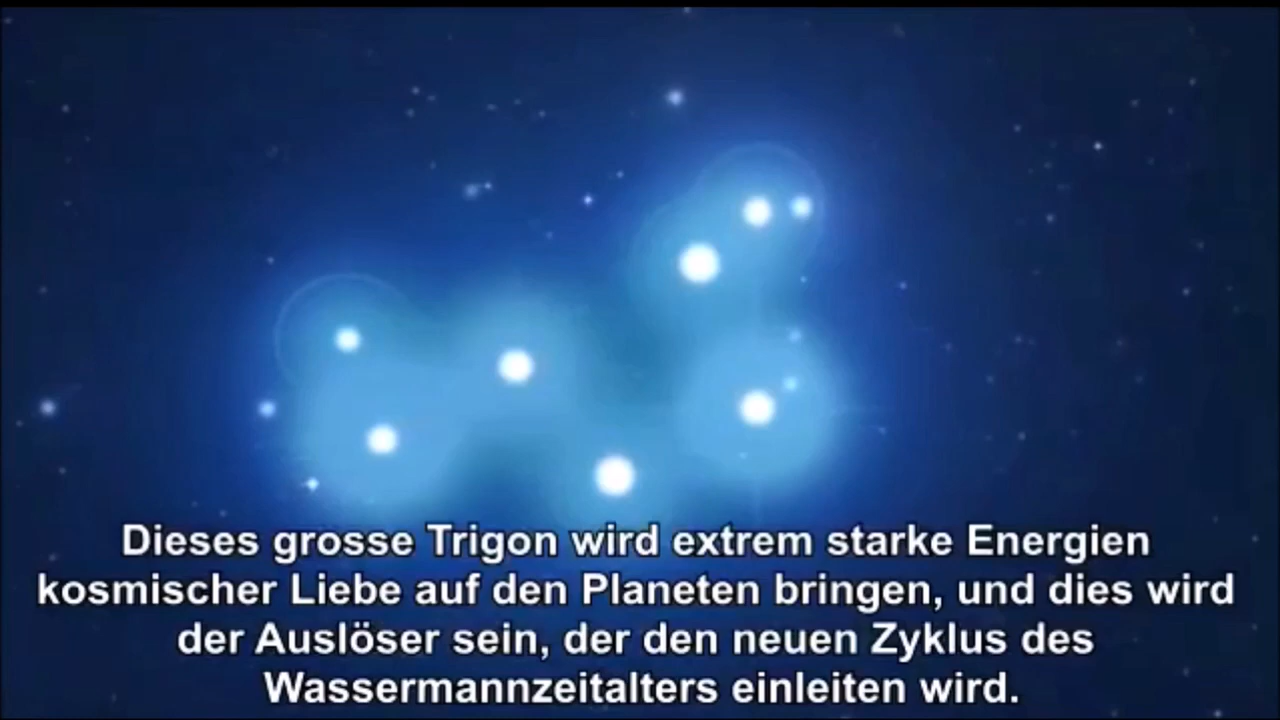 Dieses grosse Trigon wird extrem starke Energien
kosmischer Liebe auf den Planeten bringen, und dies wird
der Auslöser sein, der den neuen Zyklus des
Wassermannzeitalters einleiten wird.